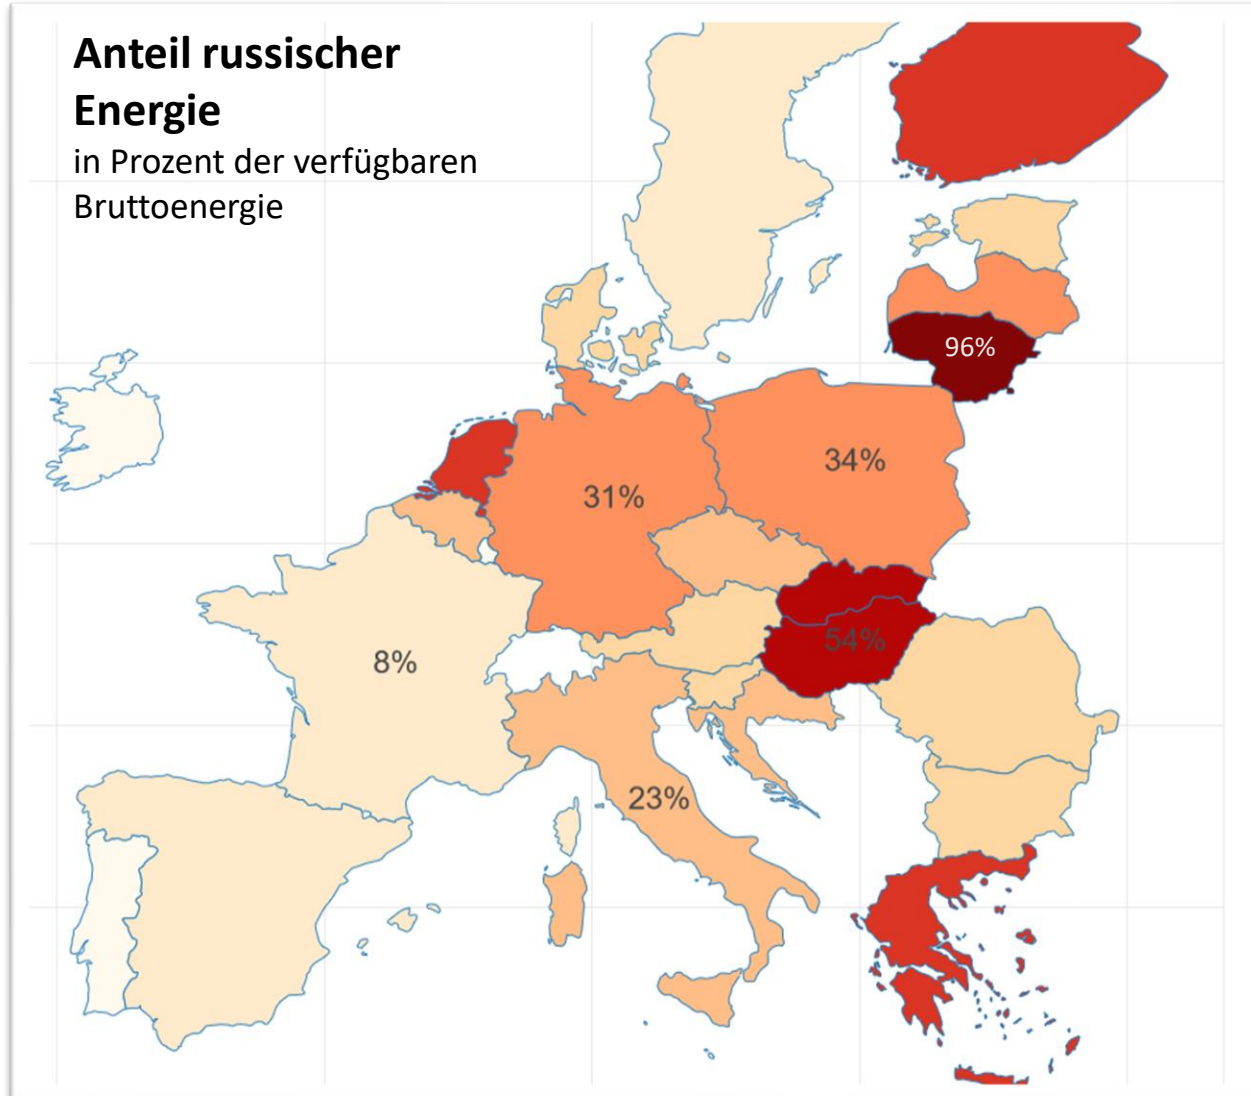 Anteil russischer
Energie
in Prozent der verfügbaren
Bruttoenergie
96%
34%
31%
54%
8%
23%